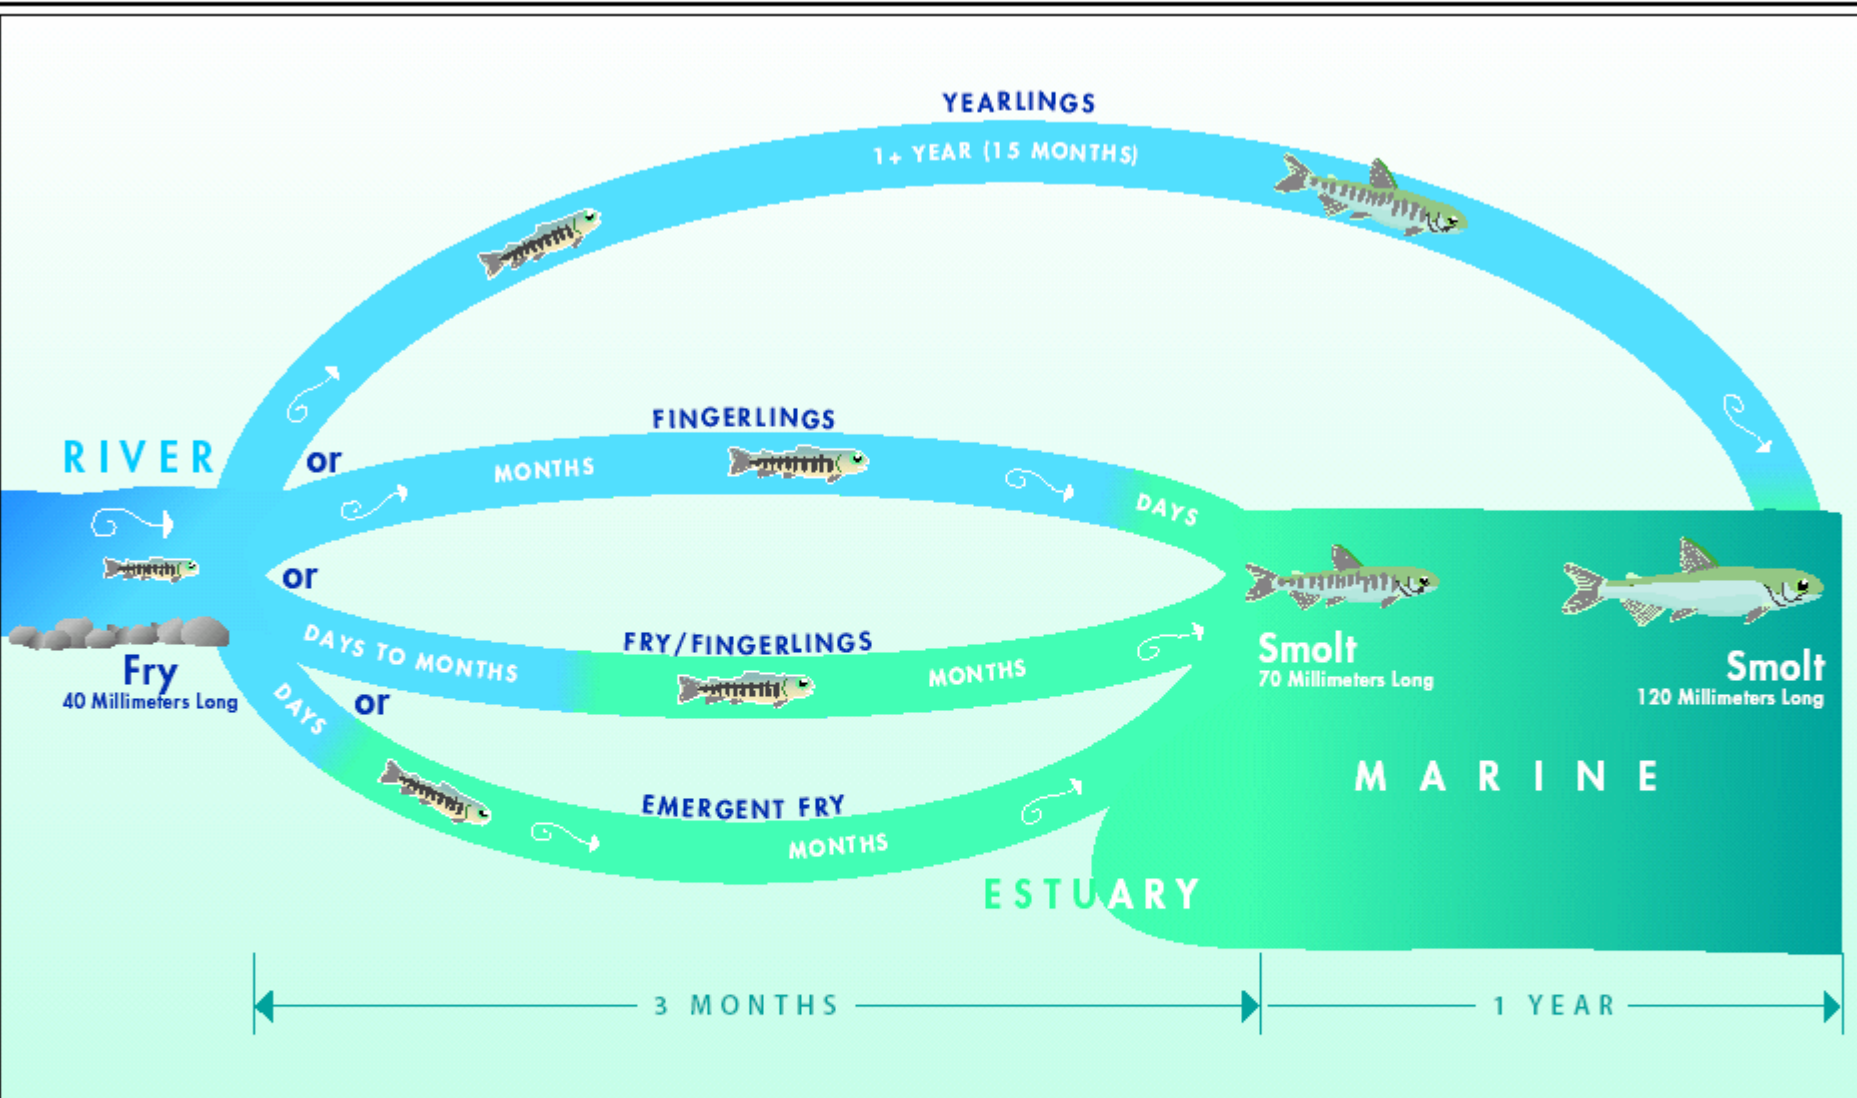 YEARLINGS
1+ YEAR (15 MONTHS)
FINGERLINGS
RIVER
or
MONTHS
DAYS
or
DAYS TO MONTHS
FRY/FINGERLINGS
MONTHS
Smolt
70 Millimeters Long
Smolt
120 Millimeters Long
Fry
40 Millimeters Long
DAYS
or
MARINE
EMERGENT FRY
MONTHS
ESTUARY
3 MONTHS
1 YEAR